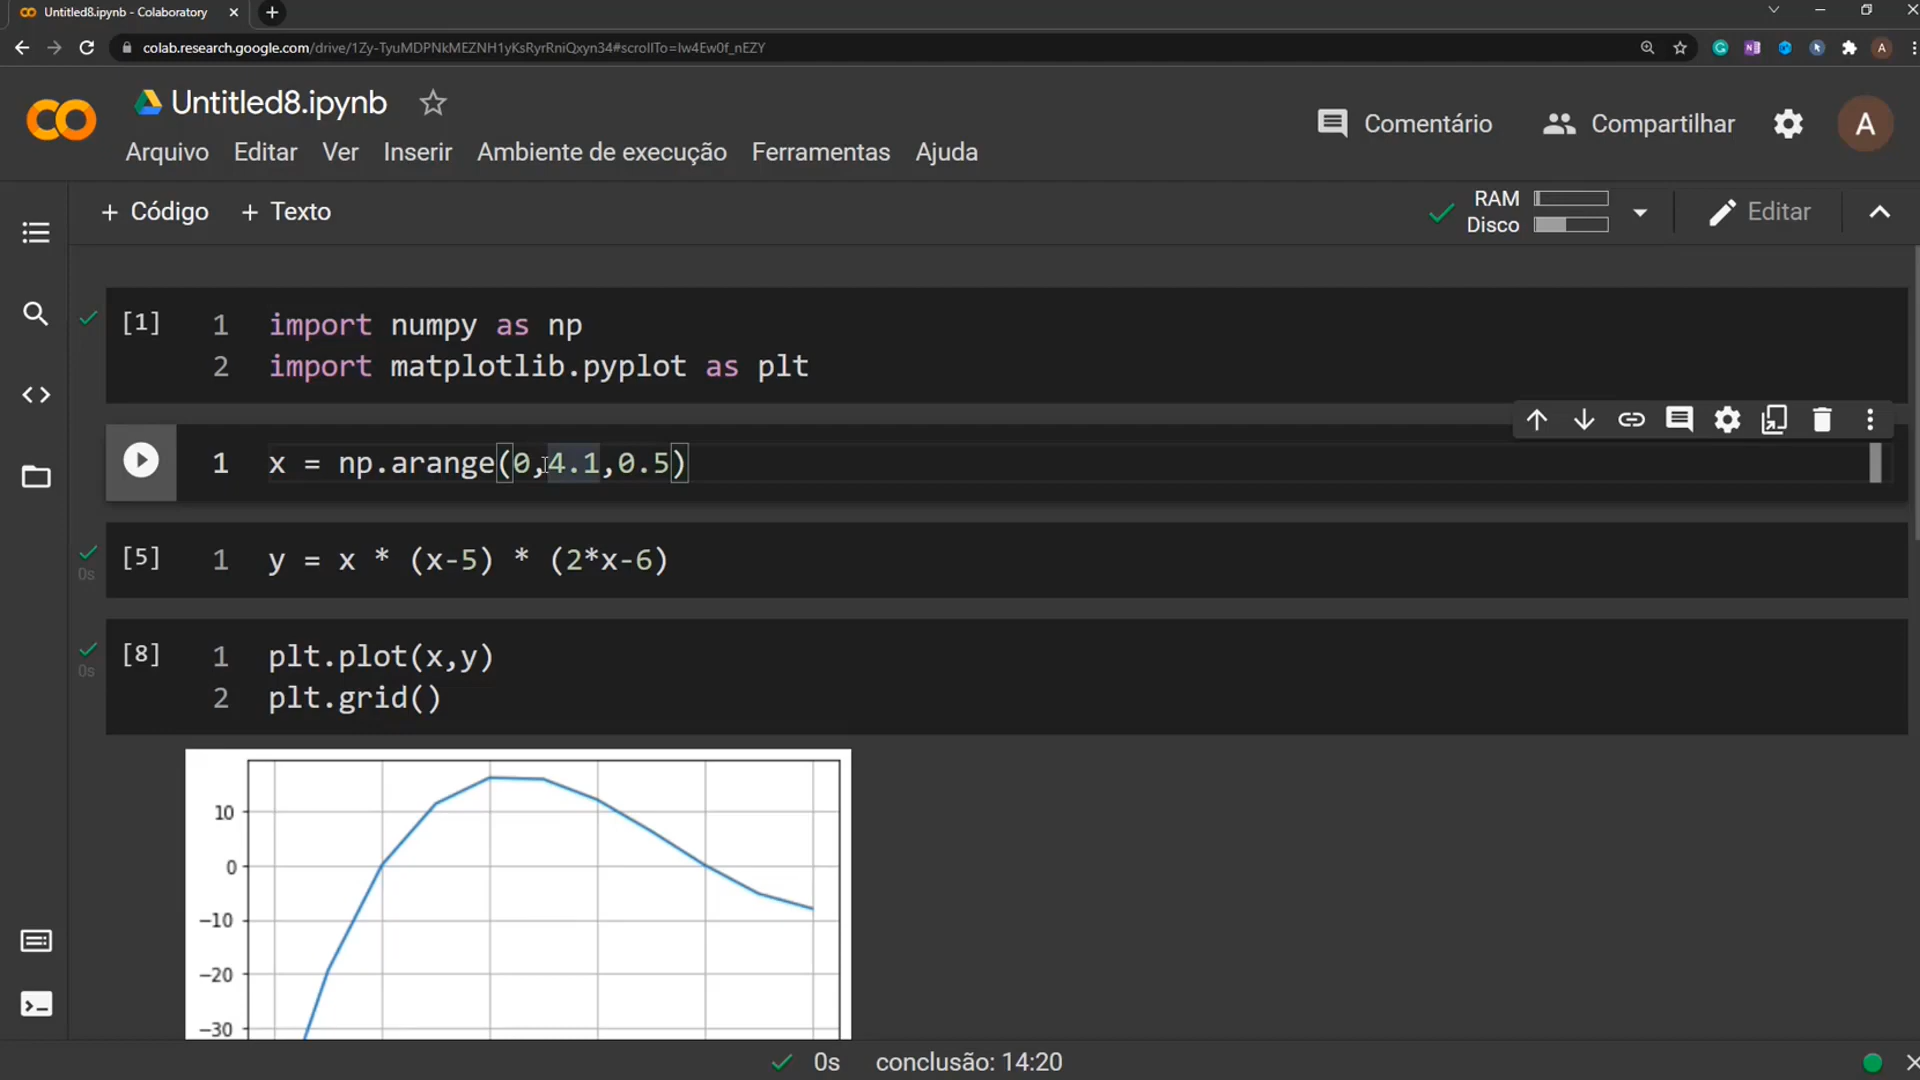 Untitled8.ipynb - Colaboratory
colab.research.google.com/drive/1Zy-TyuMDPNkMEZNH1yKsRyrRniQxyn34#scrollTo=Iw4Ew0f_nEZY
A
Untitled8.ipynb
Comentário
Compartilhar
A
Arquivo Editar Ver Inserir Ambiente de execução Ferramentas Ajuda
+ Código + Texto
RAM
Disco
Editar
[1] 1 import numpy as np
2 import matplotlib.pyplot as plt
1 x = np.arange(0,4.1,0.5)
[5] 1 y = x * (x-5) * (2*x-6)
0s
[8] 1 plt.plot(x,y)
0s
2 plt.grid()
10
0
−10
−20
−30
0s conclusão: 14:20